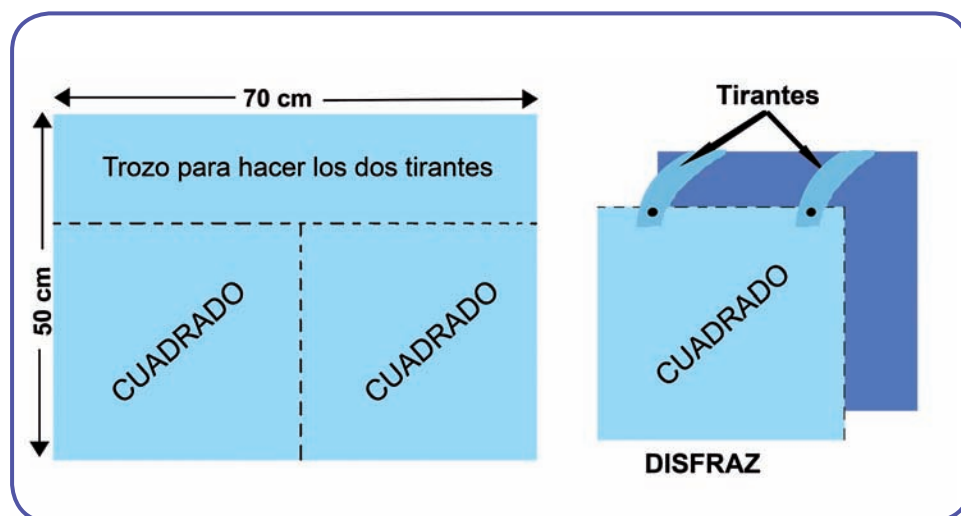 70 cm
Trozo para hacer los dos tirantes
50 cm
CUADRADO
CUADRADO
Tirantes
CUADRADO
DISFRAZ